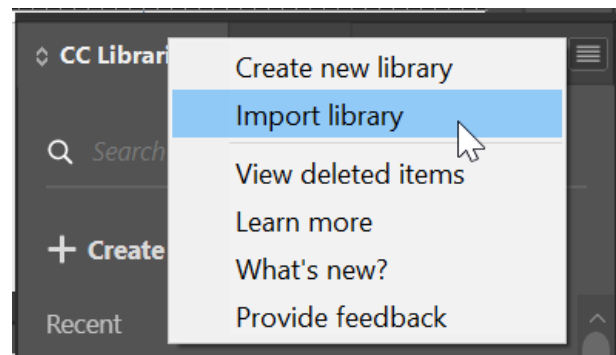 CC Librari
Create new library
Import library
Search
View deleted items
Learn more
Create
What's new?
Recent
Provide feedback